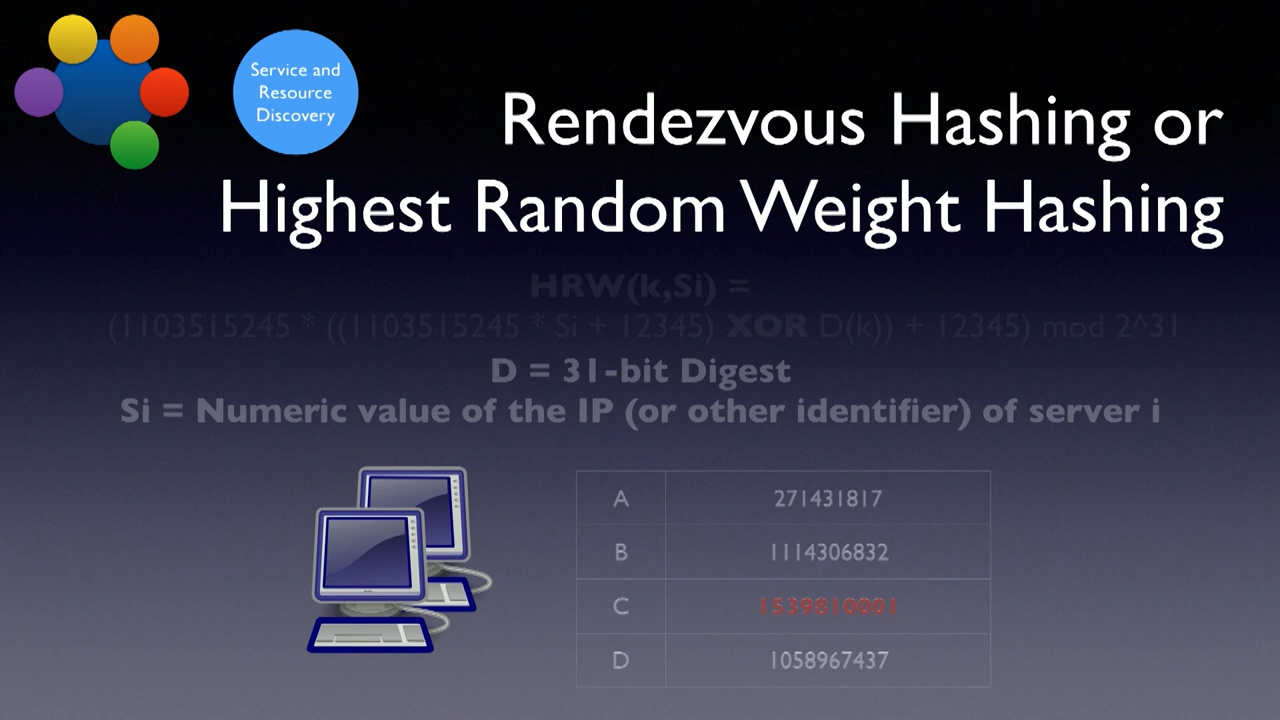 Service and
Resource
Discovery
Rendezvous Hashing or
Highest Random Weight Hashing
HRW(k,Si) =
(1103515245 * ((1103515245 * Si + 12345) XOR D(k)) + 12345) mod 2^31
D = 31-bit Digest
Si = Numeric value of the IP (or other identifier) of server i
A 271431817
B 1114306832
C 1539810001
D 1058967437